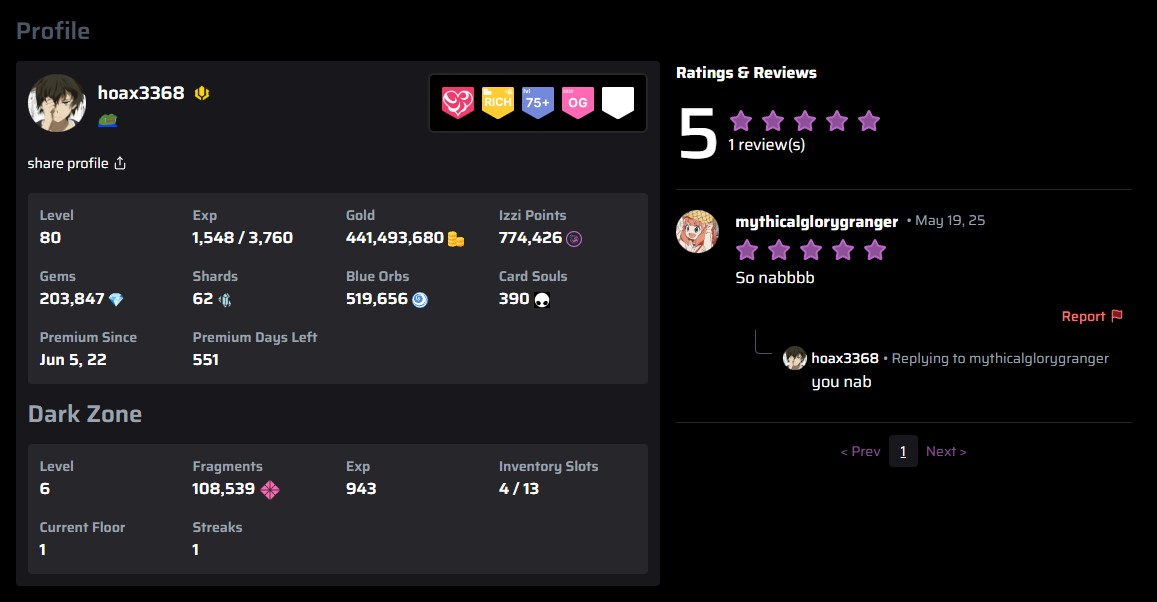 Profile
hoax3368
RICH
lvl
75+
OG
share profile
Level
80
Exp
1,548 / 3,760
Gold
441,493,680
Izzi Points
774,426
Gems
203,847
Shards
62
Blue Orbs
519,656
Card Souls
390
Premium Since
Jun 5, 22
Premium Days Left
551
Dark Zone
Level
6
Fragments
108,539
Exp
943
Inventory Slots
4 / 13
Current Floor
1
Streaks
1
Ratings & Reviews
5
1 review(s)
mythicalglorygranger • May 19, 25
So nabbbb
Report
hoax3368 • Replying to mythicalglorygranger
you nab
< Prev 1 Next >